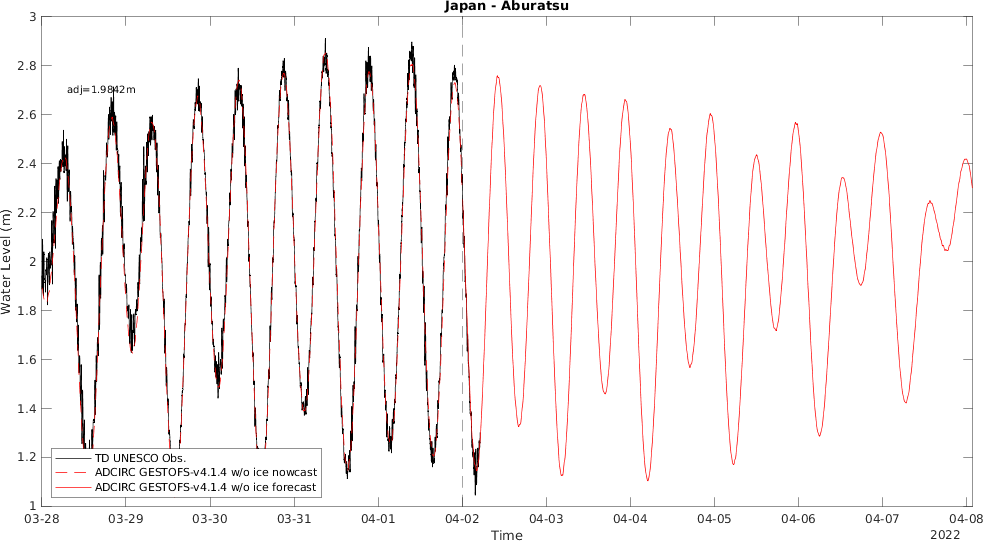 Japan - Aburatsu
3
2.8
2.6
2.4
2.2
2
1.8
1.6
1.4
1.2
1
Water Level (m)
adj=1.9842m
TD UNESCO Obs.
ADCIRC GESTOFS-v4.1.4 w/o ice nowcast
ADCIRC GESTOFS-v4.1.4 w/o ice forecast
03-28 03-29 03-30 03-31 04-01 04-02 04-03 04-04 04-05 04-06 04-07 04-08
Time
2022